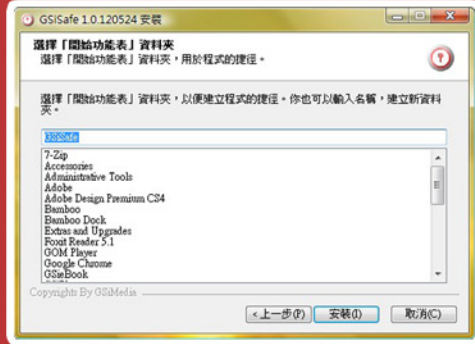 GSiSafe 1.0.120524 安裝
選擇「開始功能表」資料夾
選擇「開始功能表」資料夾，用於程式的捷徑。
選擇「開始功能表」資料夾，以便建立程式的捷徑。你也可以輸入名稱，建立新資料
夾。
GSiSafe
7-Zip
Accessories
Administrative Tools
Adobe
Adobe Design Premium CS4
Bamboo
Bamboo Dock
Extras and Upgrades
Foxit Reader 5.1
GOM Player
Google Chrome
GSieBook
Copyrights By GSiMedia
<上一步(P) 安裝(I) 取消(C)